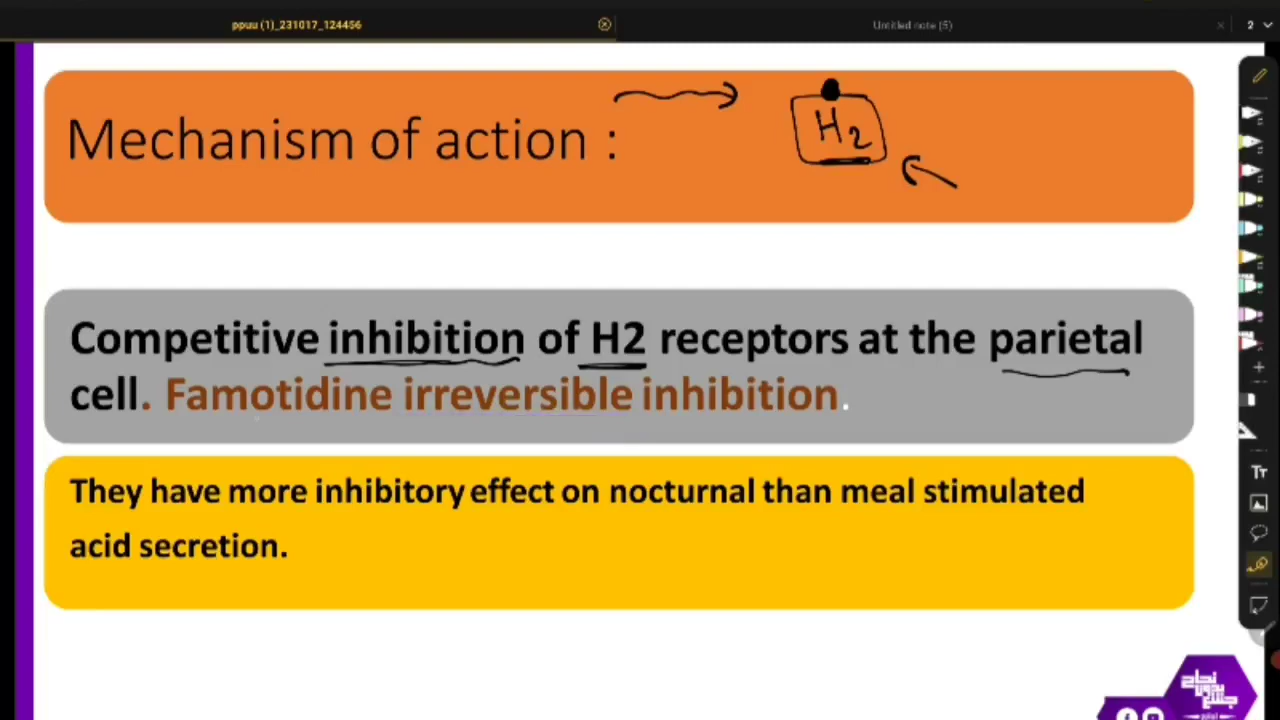 ppuu (1)_231017_124456
Untitled note (5)
2
Mechanism of action :
H2
Competitive inhibition of H2 receptors at the parietal
cell. Famotidine irreversible inhibition.
They have more inhibitory effect on nocturnal than meal stimulated
acid secretion.
Tт